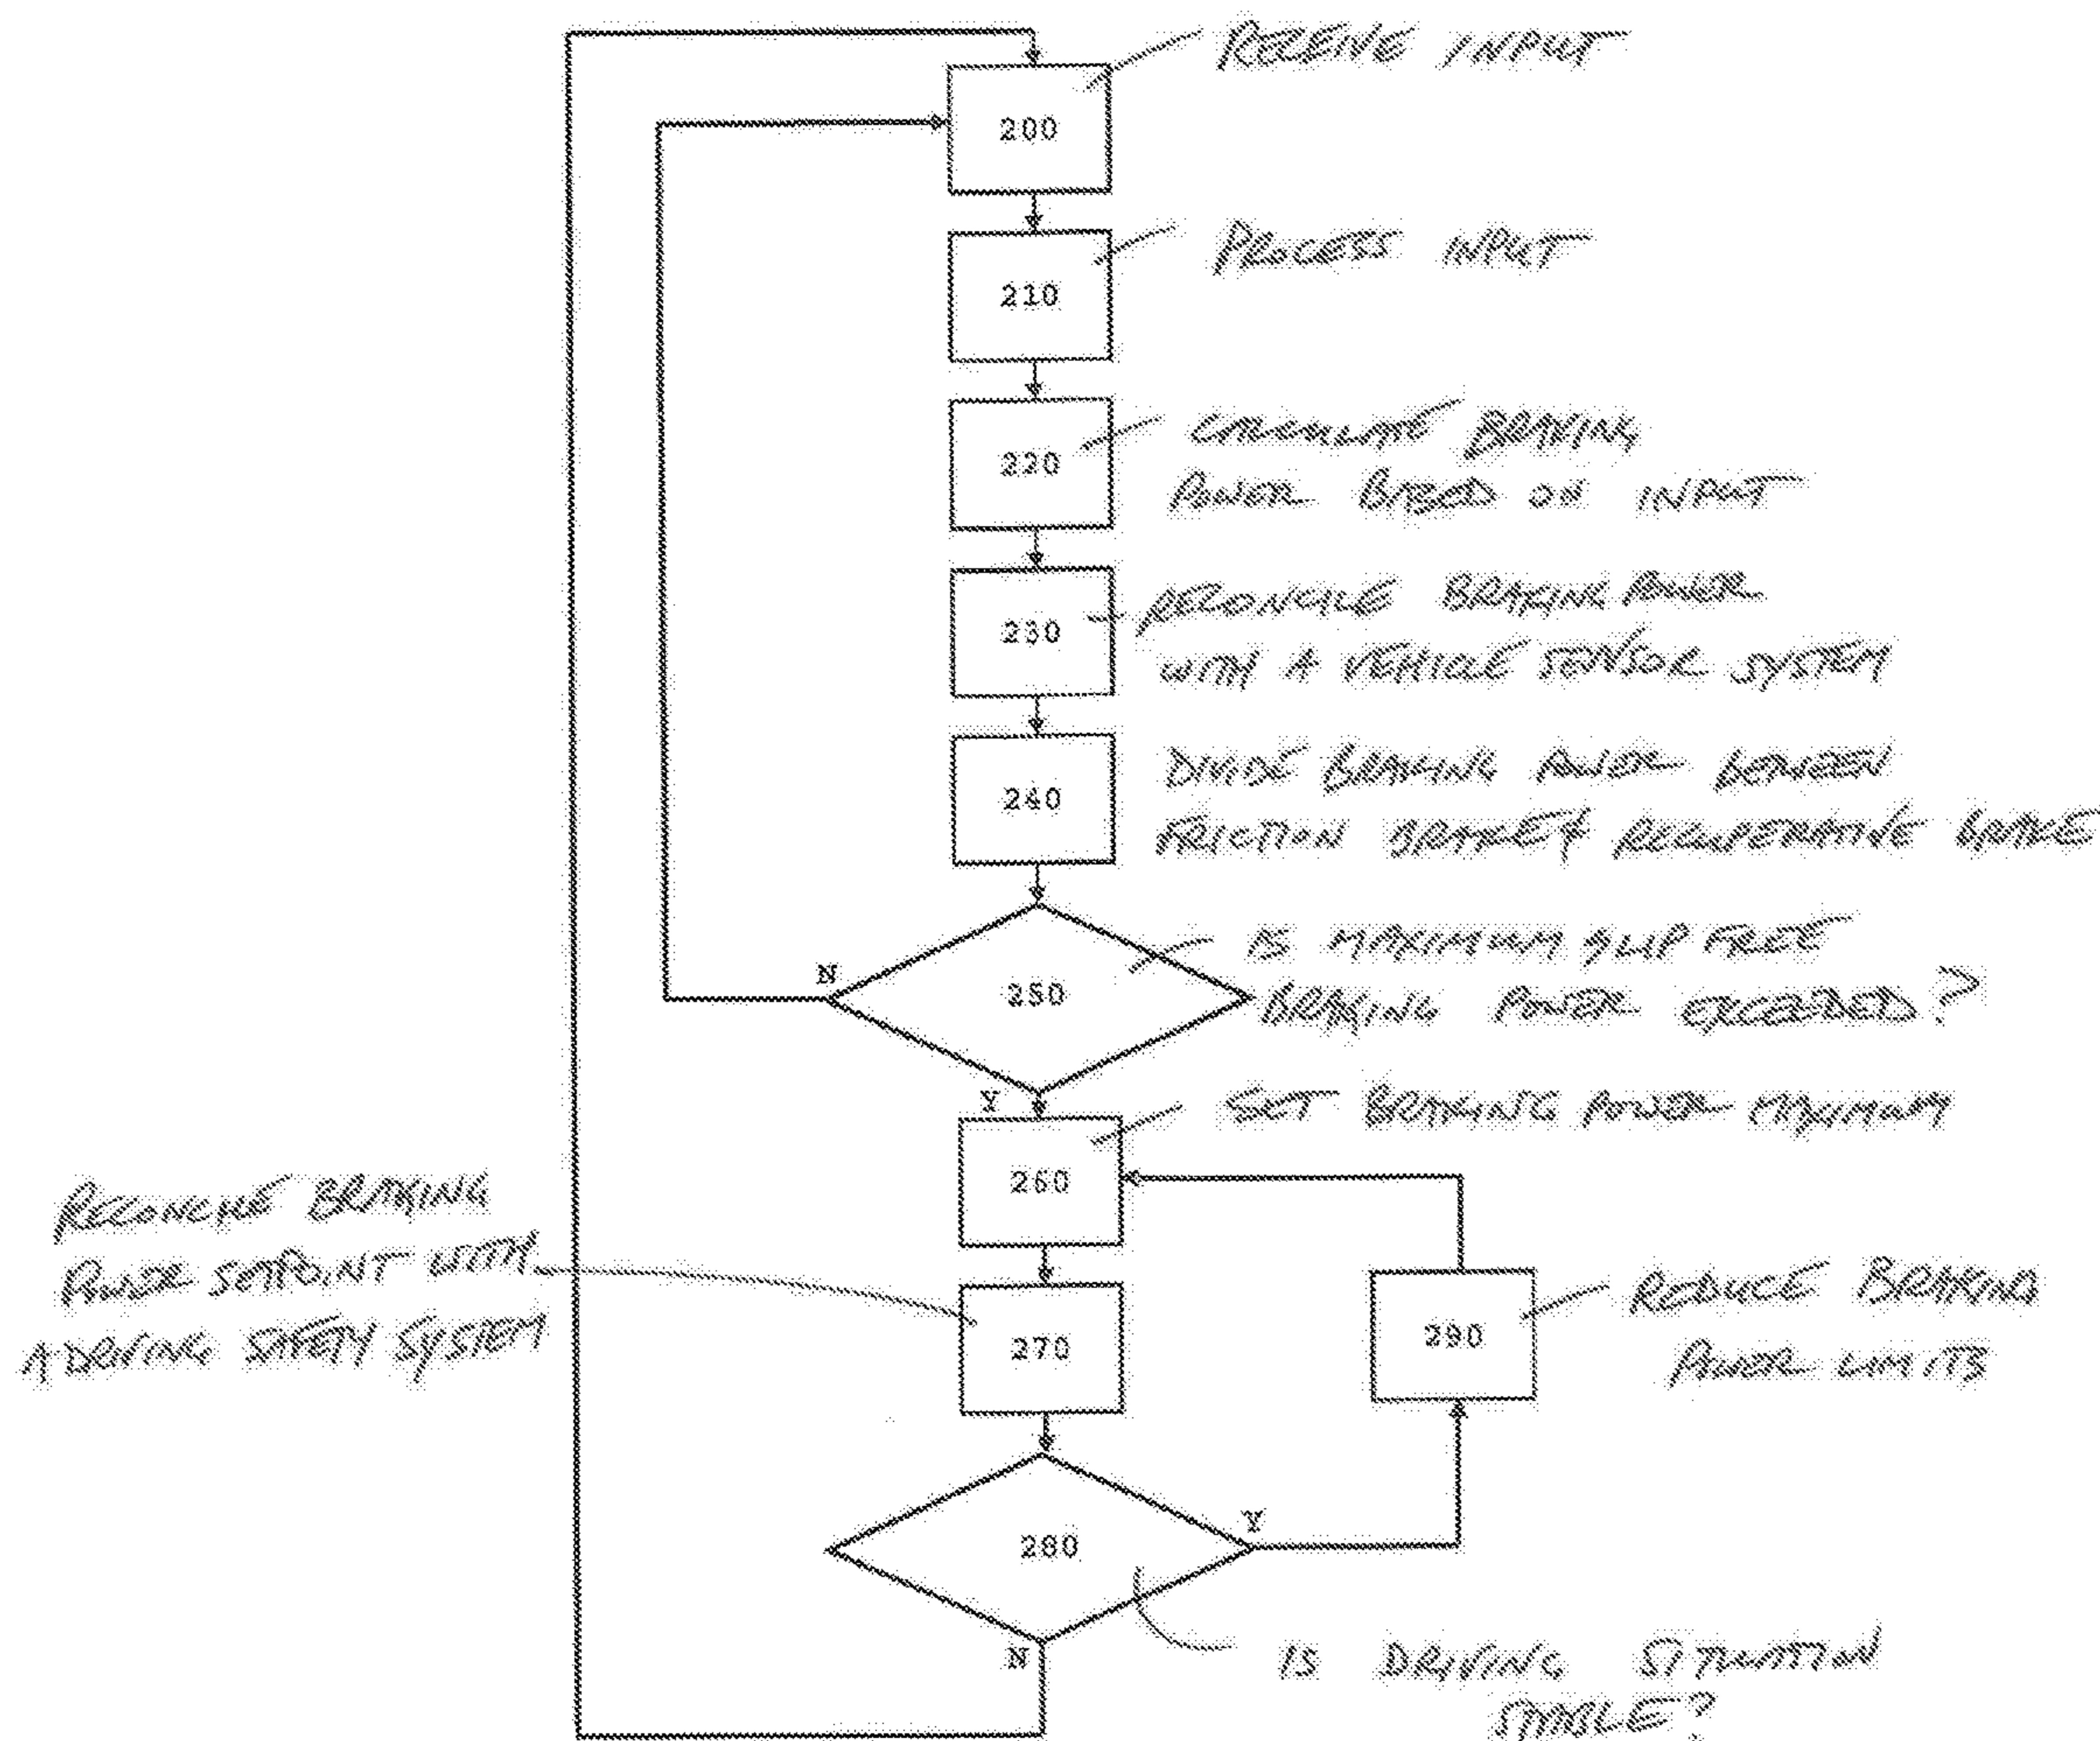 RECEIVE INPUT
200
PROCESS INPUT
210
CALCULATE BRAKING
POWER BASED ON INPUT
220
RECONCILE BRAKING POWER
WITH A VEHICLE SENSOR SYSTEM
230
DIVIDE BRAKING POWER BETWEEN
FRICTION BRAKE & RECUPERATIVE BRAKE
240
IS MAXIMUM SLIP FREE
BRAKING POWER EXCEEDED?
N
250
Y
SET BRAKING POWER MAXIMUM
260
RECONCILE BRAKING
POWER SETPOINT WITH
A DRIVING SAFETY SYSTEM
270
290
REDUCE BRAKING
POWER LIMITS
280
Y
N
IS DRIVING SITUATION
STABLE?